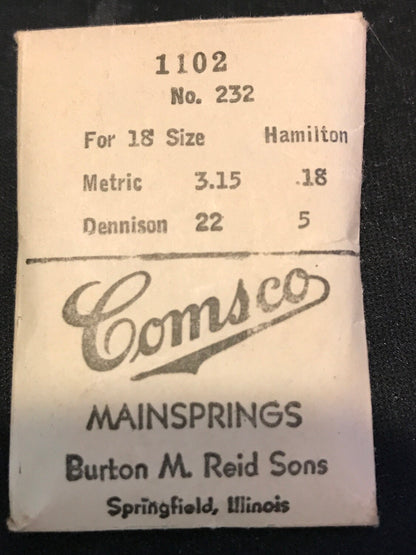 1102
No. 232
For 18 Size Hamilton
Metric 3.15 .18
Dennison 22 5
Comsco
MAINSPRINGS
Burton M. Reid Sons
Springfield, Illinois